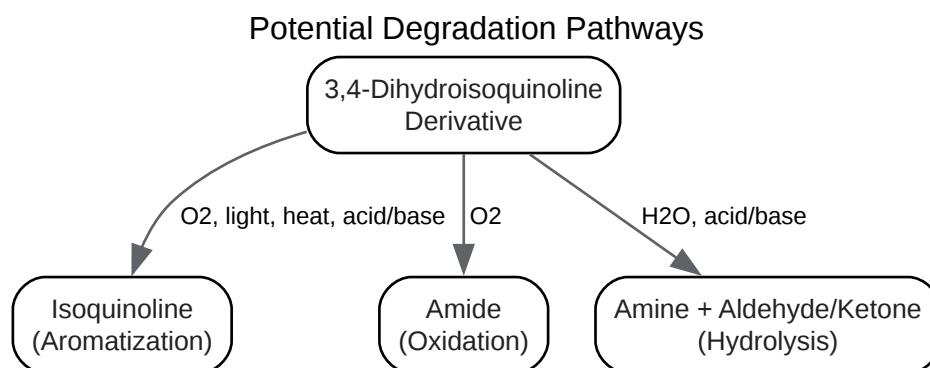 Potential Degradation Pathways
3,4-Dihydroisoquinoline
Derivative
O2, light, heat, acid/base
O2
H2O, acid/base
Isoquinoline
(Aromatization)
Amide
(Oxidation)
Amine + Aldehyde/Ketone
(Hydrolysis)